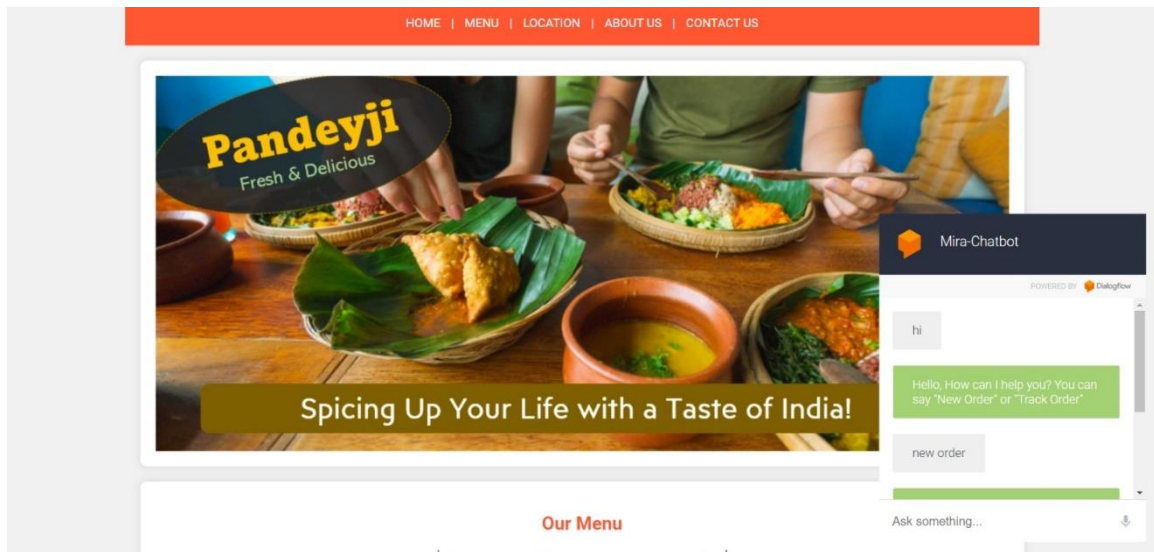 HOME | MENU | LOCATION | ABOUT US | CONTACT US
Pandeyji
Fresh & Delicious
Spicing Up Your Life with a Taste of India!
Our Menu
Mira-Chatbot
POWERED BY Dialogflow
hi
Hello, How can I help you? You can
say "New Order" or "Track Order"
new order
Ask something...